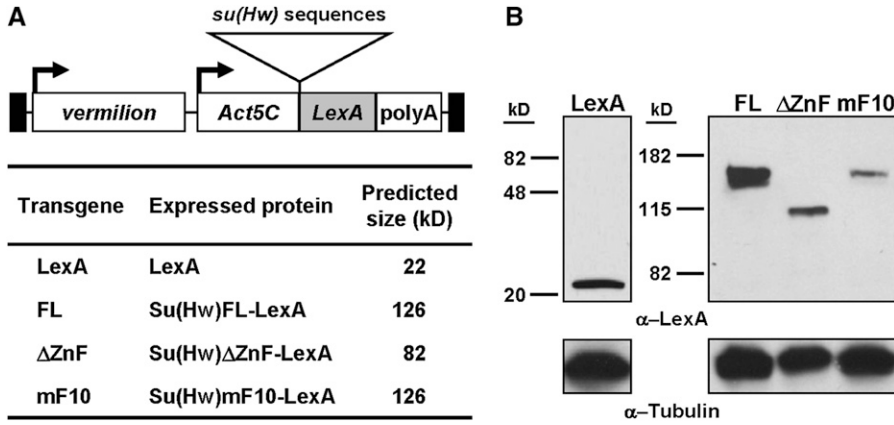 A
su(Hw) sequences
vermilion Act5C LexA polyA
Transgene Expressed protein Predicted size (kD)
LexA LexA 22
FL Su(Hw)FL-LexA 126
ΔZnF Su(Hw)ΔZnF-LexA 82
mF10 Su(Hw)mF10-LexA 126
B
kD LexA kD FL ΔZnF mF10
82
48
20
182
115
82
α–LexA
α–Tubulin